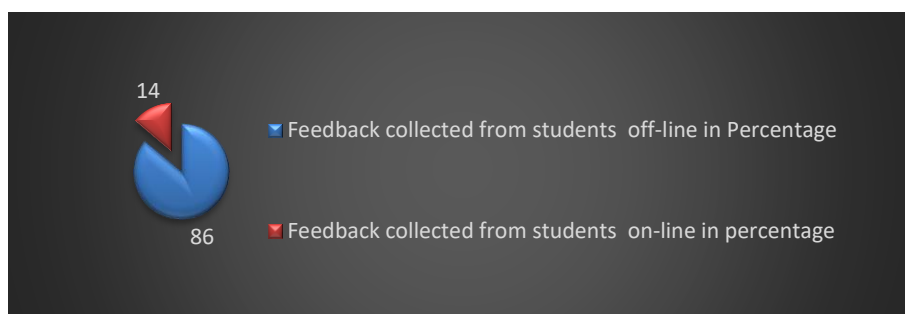 14
86
Feedback collected from students off-line in Percentage
Feedback collected from students on-line in percentage